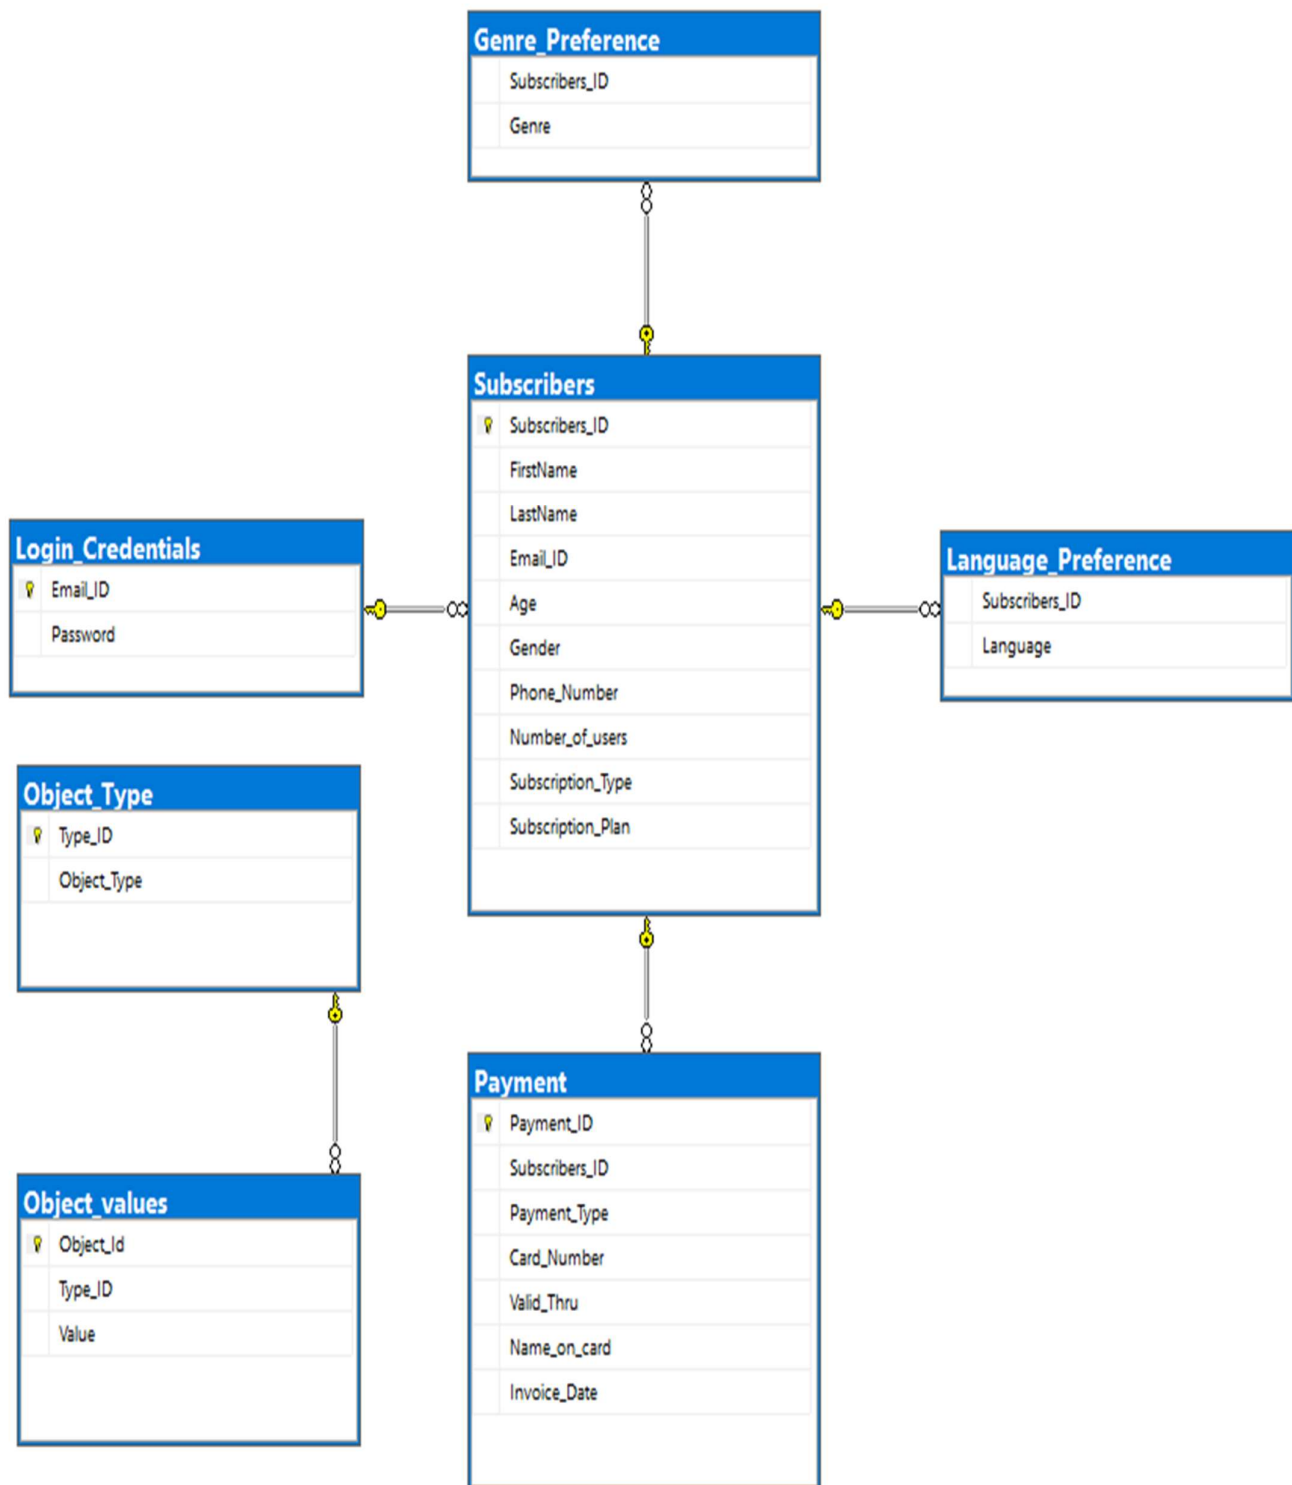 Genre_Preference
Subscribers_ID
Genre
Subscribers
Subscribers_ID
FirstName
LastName
Email_ID
Age
Gender
Phone_Number
Number_of_users
Subscription_Type
Subscription_Plan
Login_Credentials
Email_ID
Password
Language_Preference
Subscribers_ID
Language
Object_Type
Type_ID
Object_Type
Payment
Payment_ID
Subscribers_ID
Payment_Type
Card_Number
Valid_Thru
Name_on_card
Invoice_Date
Object_values
Object_Id
Type_ID
Value